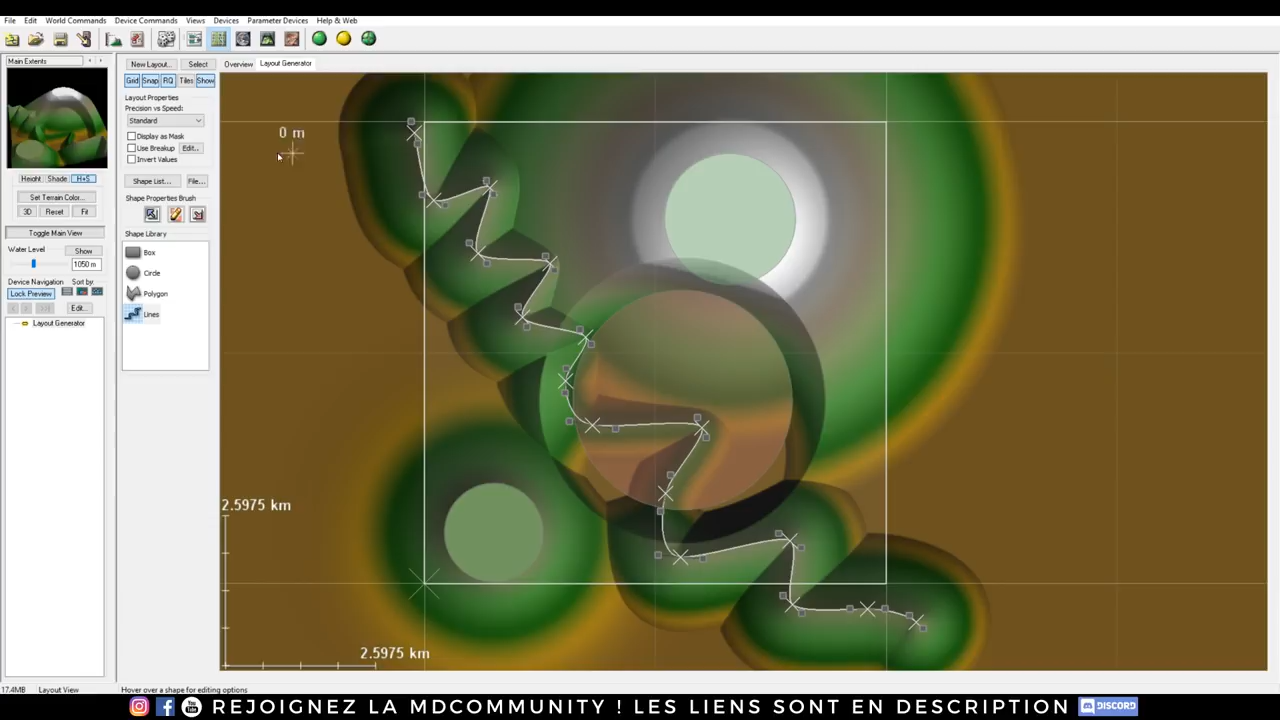 File Edit World Commands Device Commands Views Devices Parameter Devices Help & Web
Main Extents
New Layout... Select Overview Layout Generator
Grid Snap RQ Tiles Show
Layout Properties
Precision vs Speed:
Standard
Display as Mask
Use Breakup Edit...
Invert Values
Shape List... File...
Shape Properties Brush
Shape Library
Box
Circle
Polygon
Lines
Height Shade H+S
Set Terrain Color...
3D Reset Fit
Toggle Main View
Water Level Show
1050 m
Device Navigation Sort by:
Lock Preview
Edit...
Layout Generator
0 m
2.5975 km
2.5975 km
17.4MB Layout View Hover over a shape for editing options
REJOIGNEZ LA MDCOMMUNITY ! LES LIENS SONT EN DESCRIPTION DISCORD